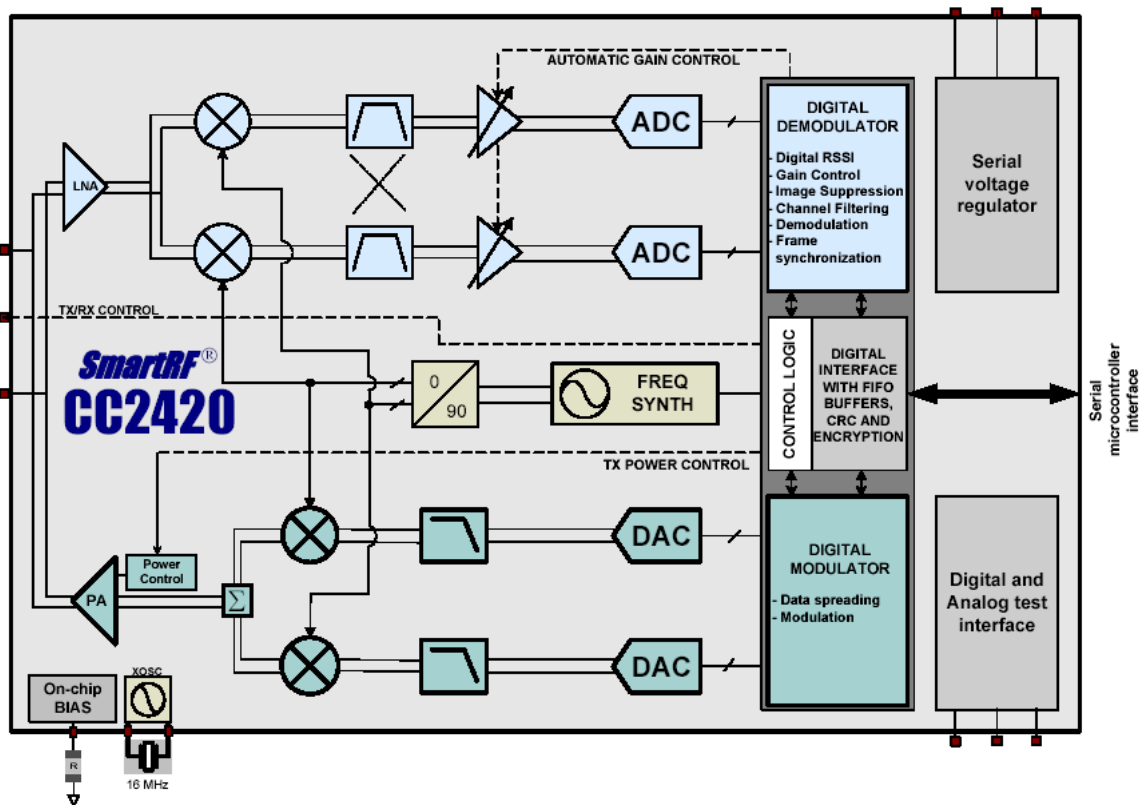 AUTOMATIC GAIN CONTROL
LNA
ADC
ADC
DIGITAL
DEMODULATOR
- Digital RSSI
- Gain Control
- Image Suppression
- Channel Filtering
- Demodulation
- Frame
synchronization
Serial
voltage
regulator
TX/RX CONTROL
SmartRF®
CC2420
0
90
FREQ
SYNTH
CONTROL LOGIC
DIGITAL
INTERFACE
WITH FIFO
BUFFERS,
CRC AND
ENCRYPTION
Serial
microcontroller
interface
TX POWER CONTROL
Power
Control
PA
Σ
DAC
DAC
DIGITAL
MODULATOR
- Data spreading
- Modulation
Digital and
Analog test
interface
On-chip
BIAS
XOSC
R
16 MHz